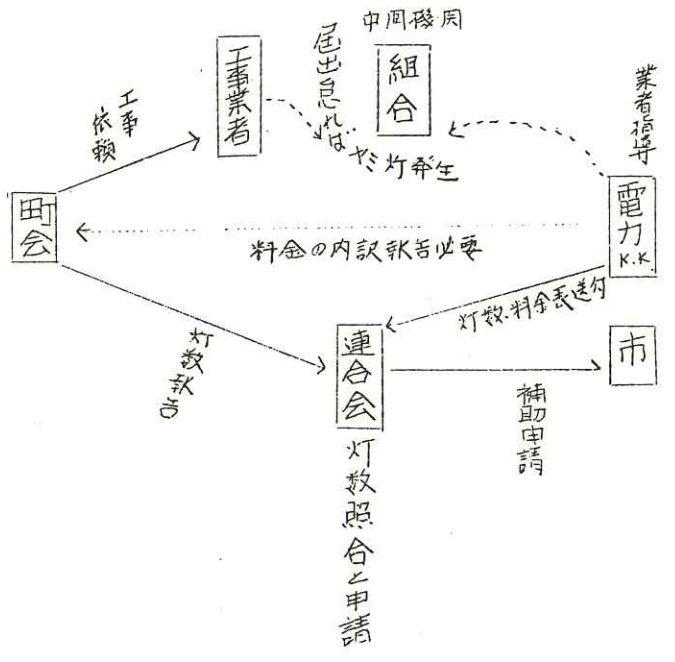 中間機関
組合
工事業者
届出怠れば‥
ヤミ灯発生
業者指導
電力K.K.
工事
依頼
町会
料金の内訳報告必要
灯数.料金表送付
市
連合会
灯数報告
補助申請
灯数照合と申請